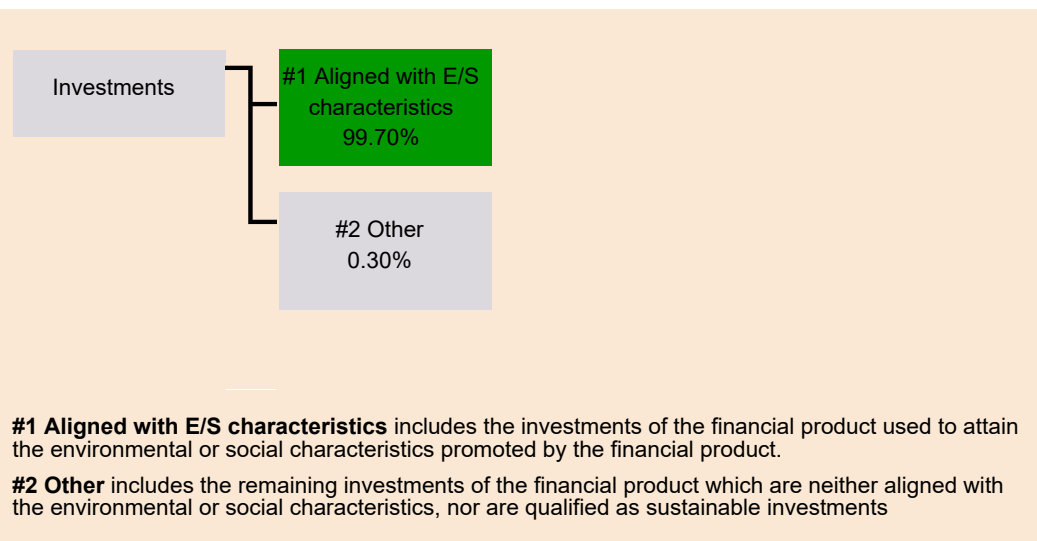 Investments
#1 Aligned with E/S
characteristics
99.70%
#2 Other
0.30%
#1 Aligned with E/S characteristics includes the investments of the financial product used to attain
the environmental or social characteristics promoted by the financial product.
#2 Other includes the remaining investments of the financial product which are neither aligned with
the environmental or social characteristics, nor are qualified as sustainable investments